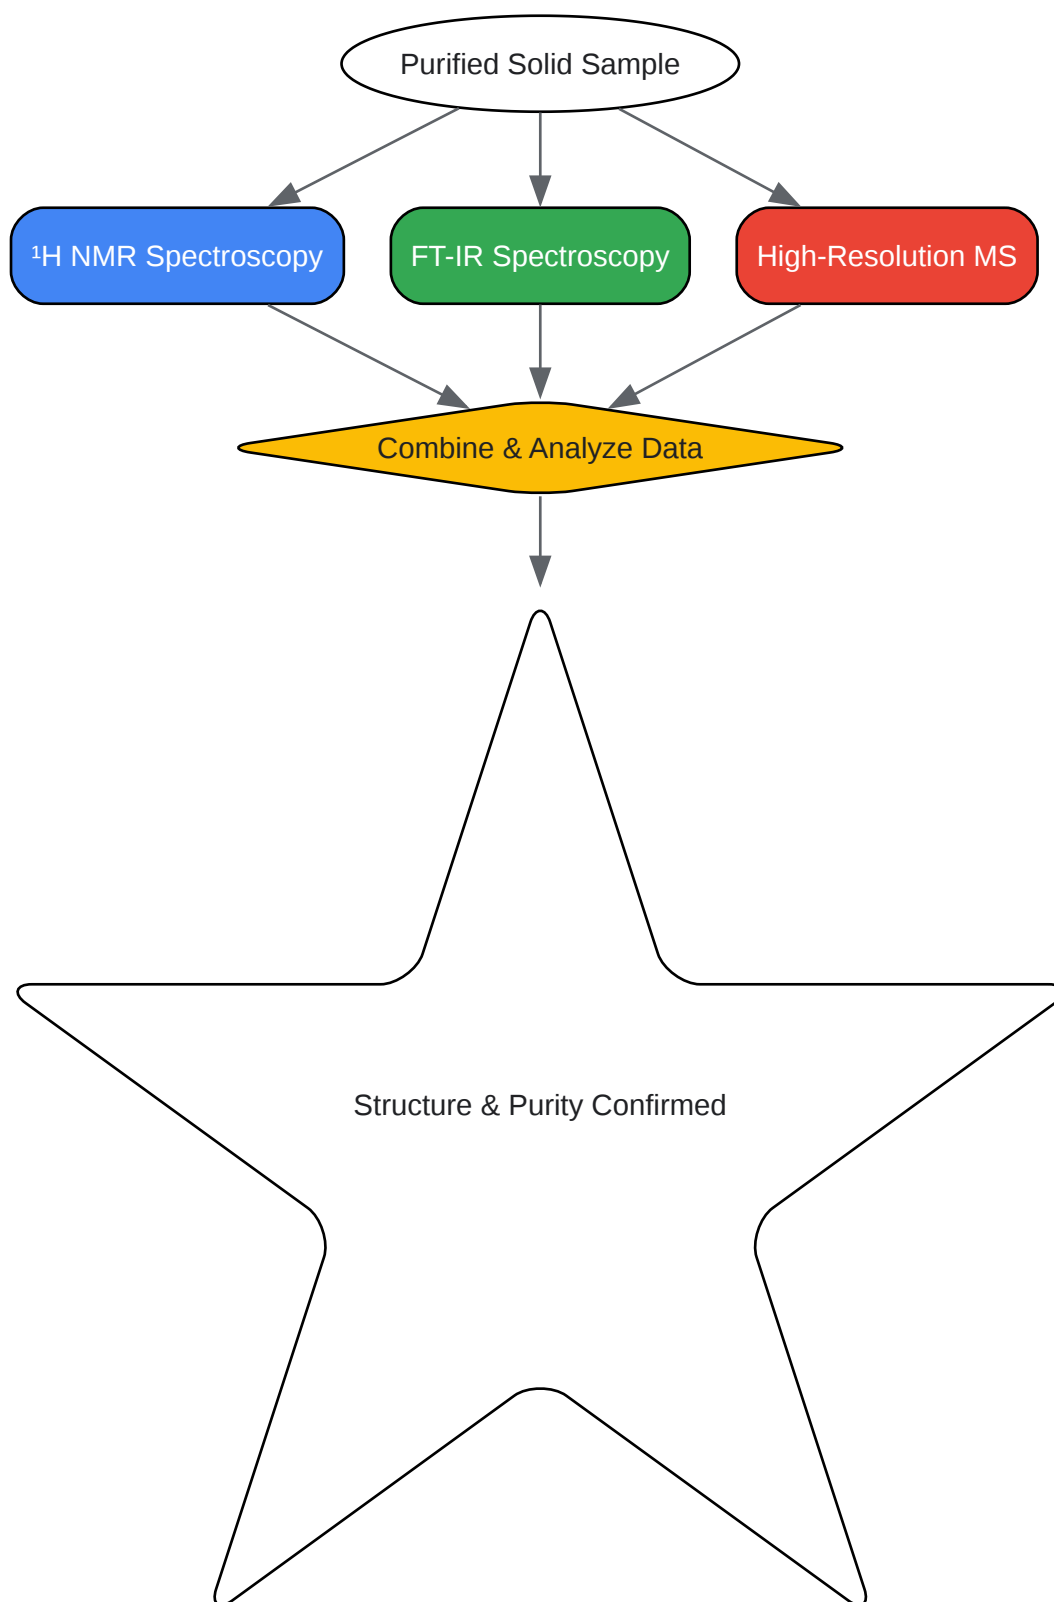 Purified Solid Sample
¹H NMR Spectroscopy
FT-IR Spectroscopy
High-Resolution MS
Combine & Analyze Data
Structure & Purity Confirmed